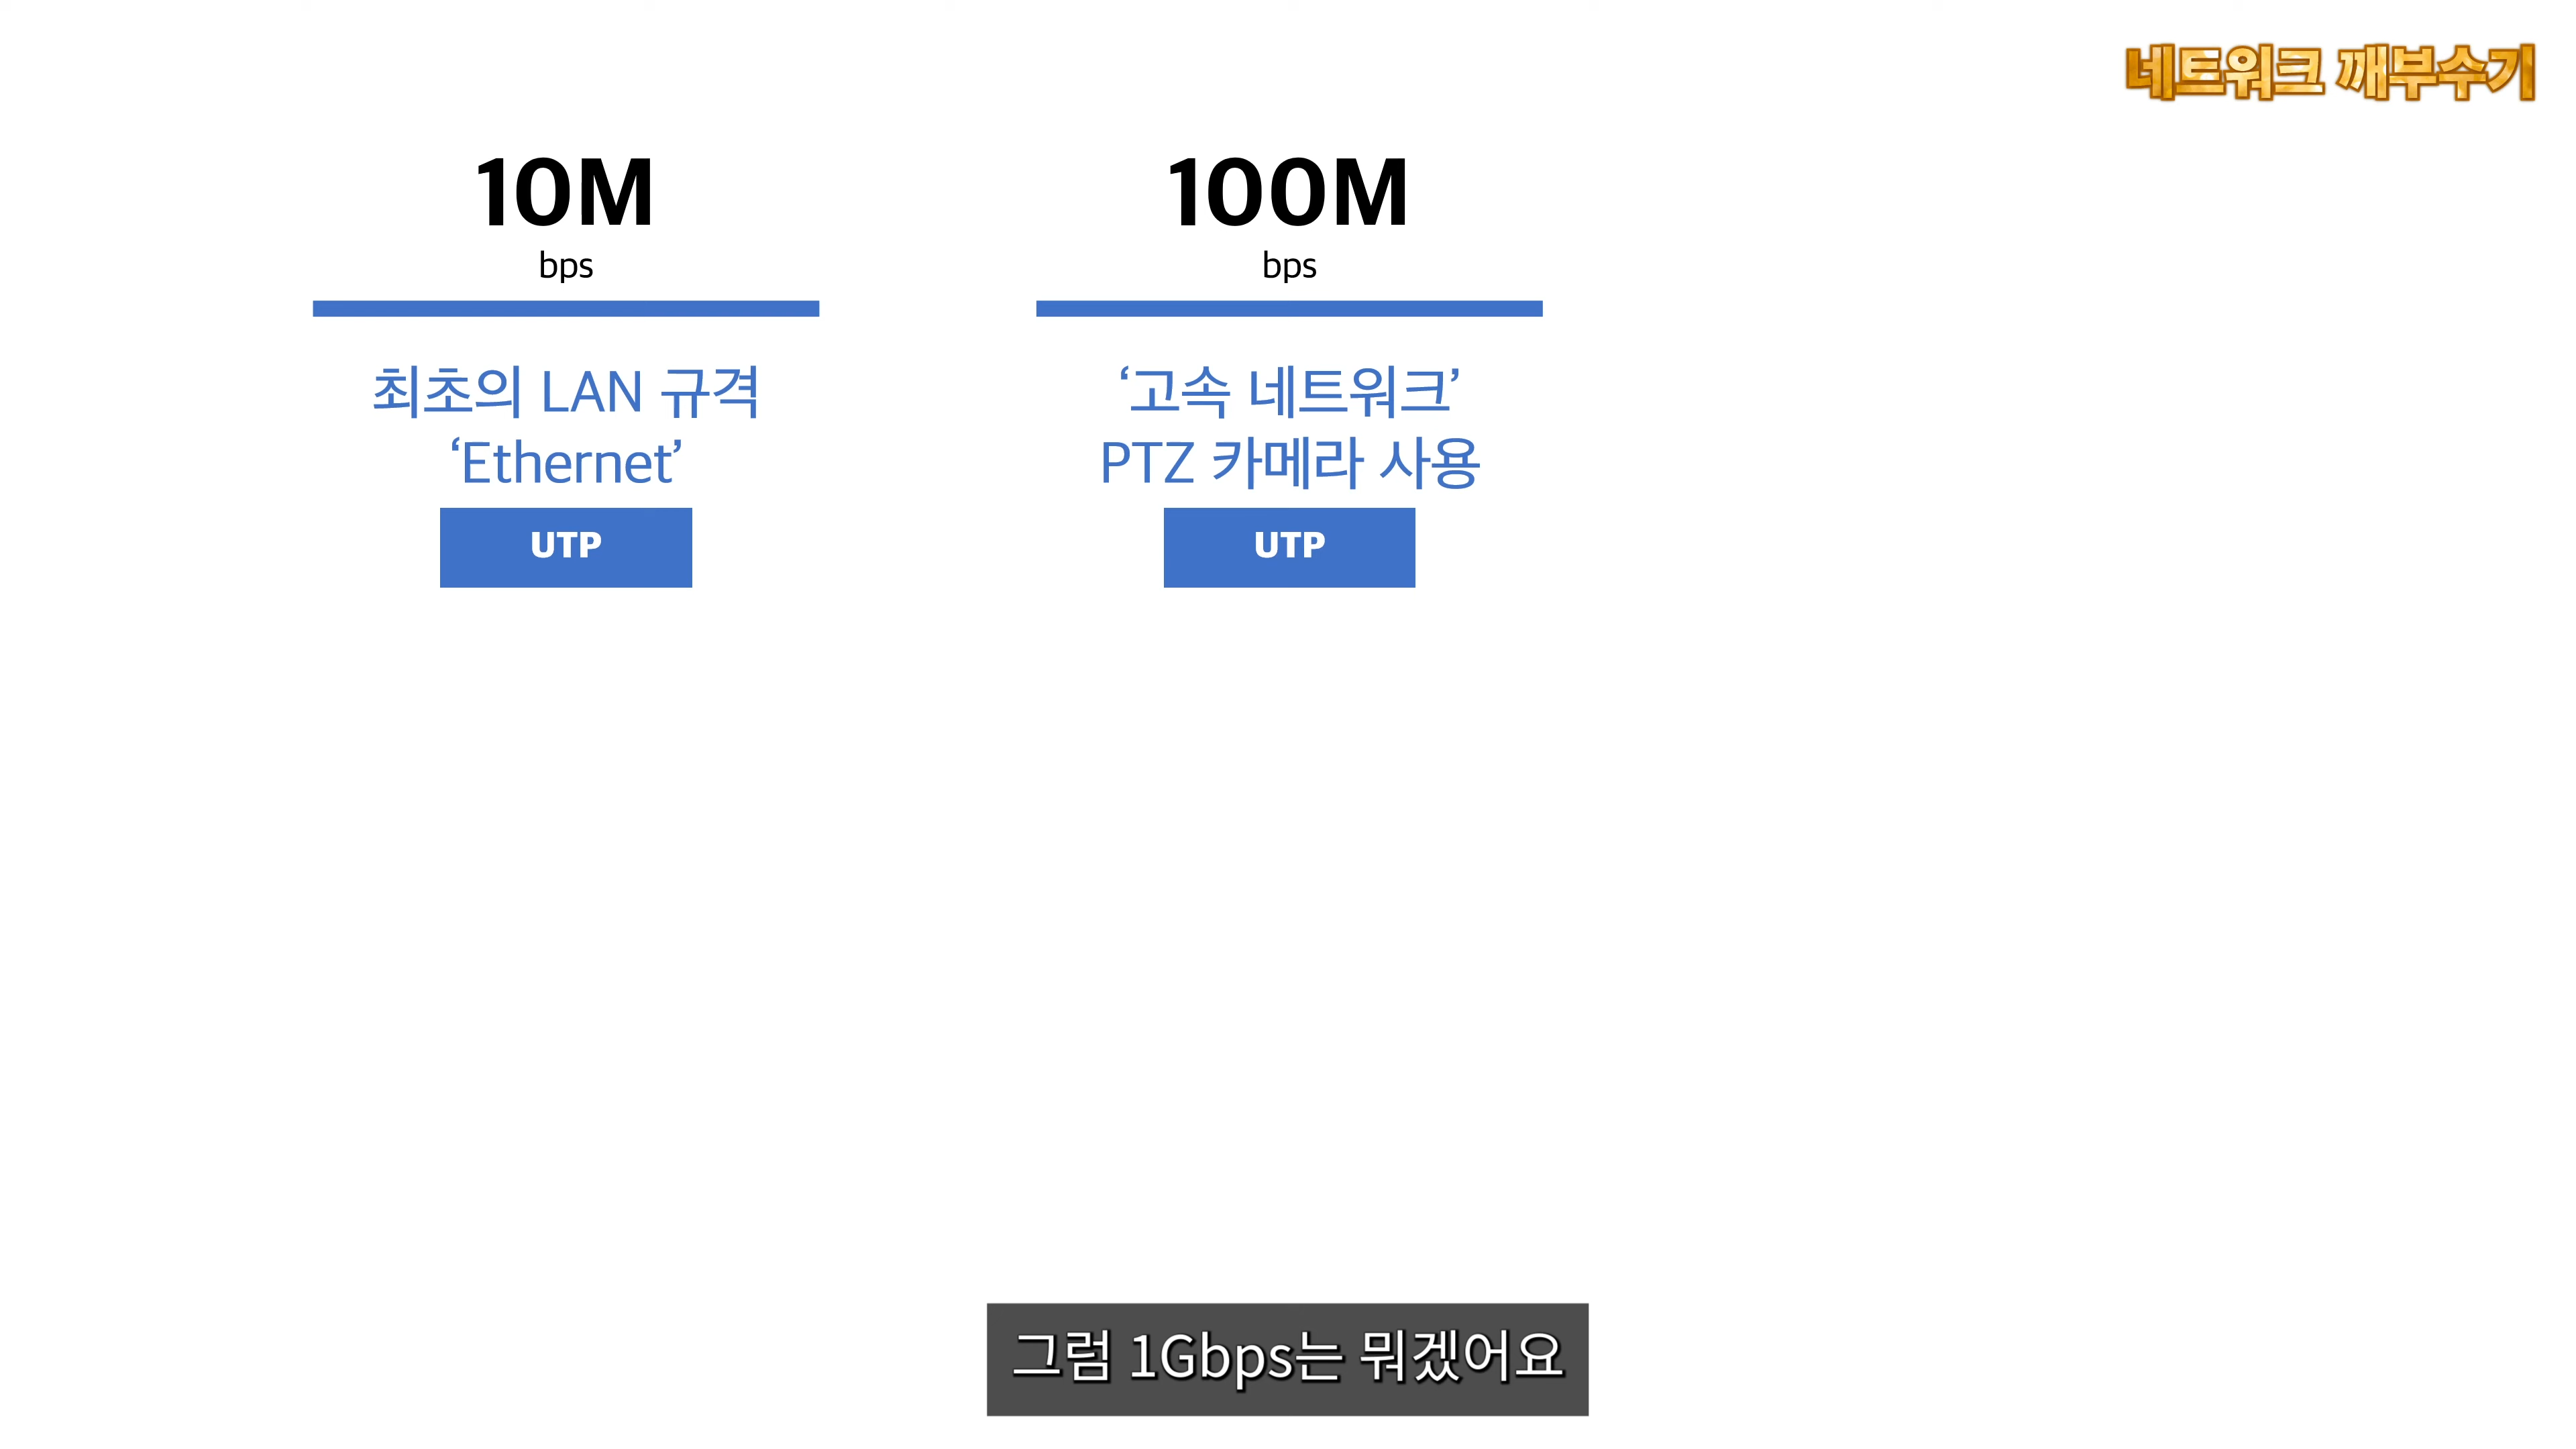 네트워크 깨부수기
10M
bps
최초의 LAN 규격
‘Ethernet’
UTP
100M
bps
‘고속 네트워크’
PTZ 카메라 사용
UTP
그럼 1Gbps는 뭐겠어요